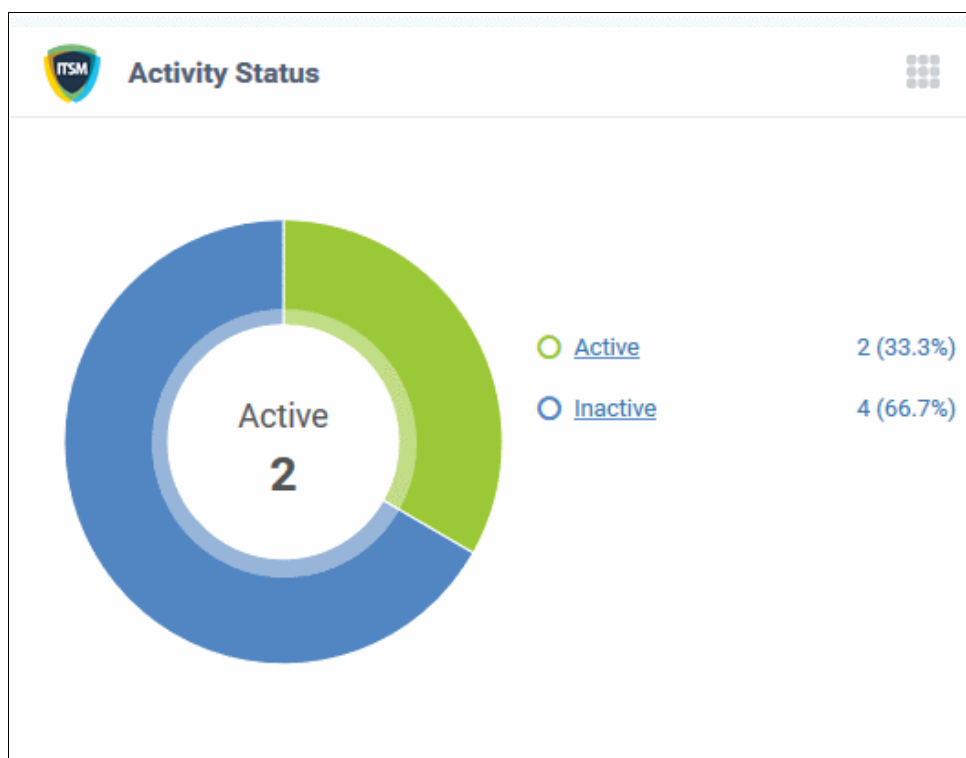 ITSM
Activity Status
Active 2 (33.3%)
Inactive 4 (66.7%)
Active
2